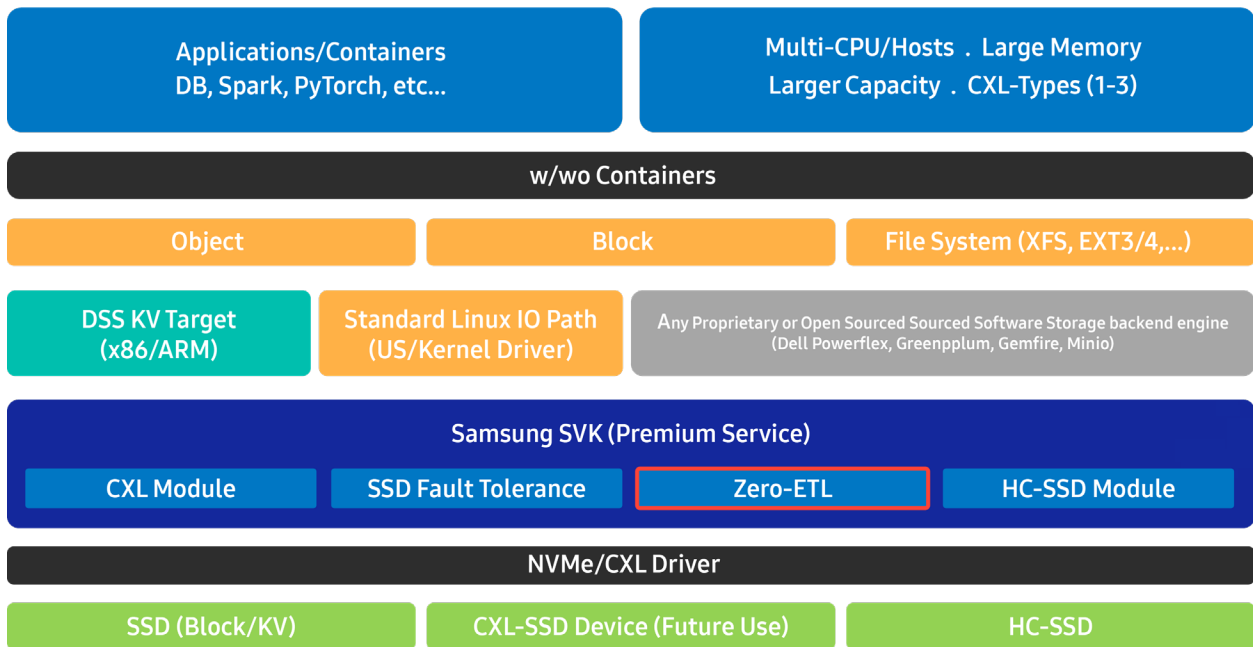 Applications/Containers
DB, Spark, PyTorch, etc...
Multi-CPU/Hosts . Large Memory
Larger Capacity . CXL-Types (1-3)
w/wo Containers
Object
Block
File System (XFS, EXT3/4,...)
DSS KV Target
(x86/ARM)
Standard Linux IO Path
(US/Kernel Driver)
Any Proprietary or Open Sourced Sourced Software Storage backend engine
(Dell Powerflex, Greenpplum, Gemfire, Minio)
Samsung SVK (Premium Service)
CXL Module
SSD Fault Tolerance
Zero-ETL
HC-SSD Module
NVMe/CXL Driver
SSD (Block/KV)
CXL-SSD Device (Future Use)
HC-SSD